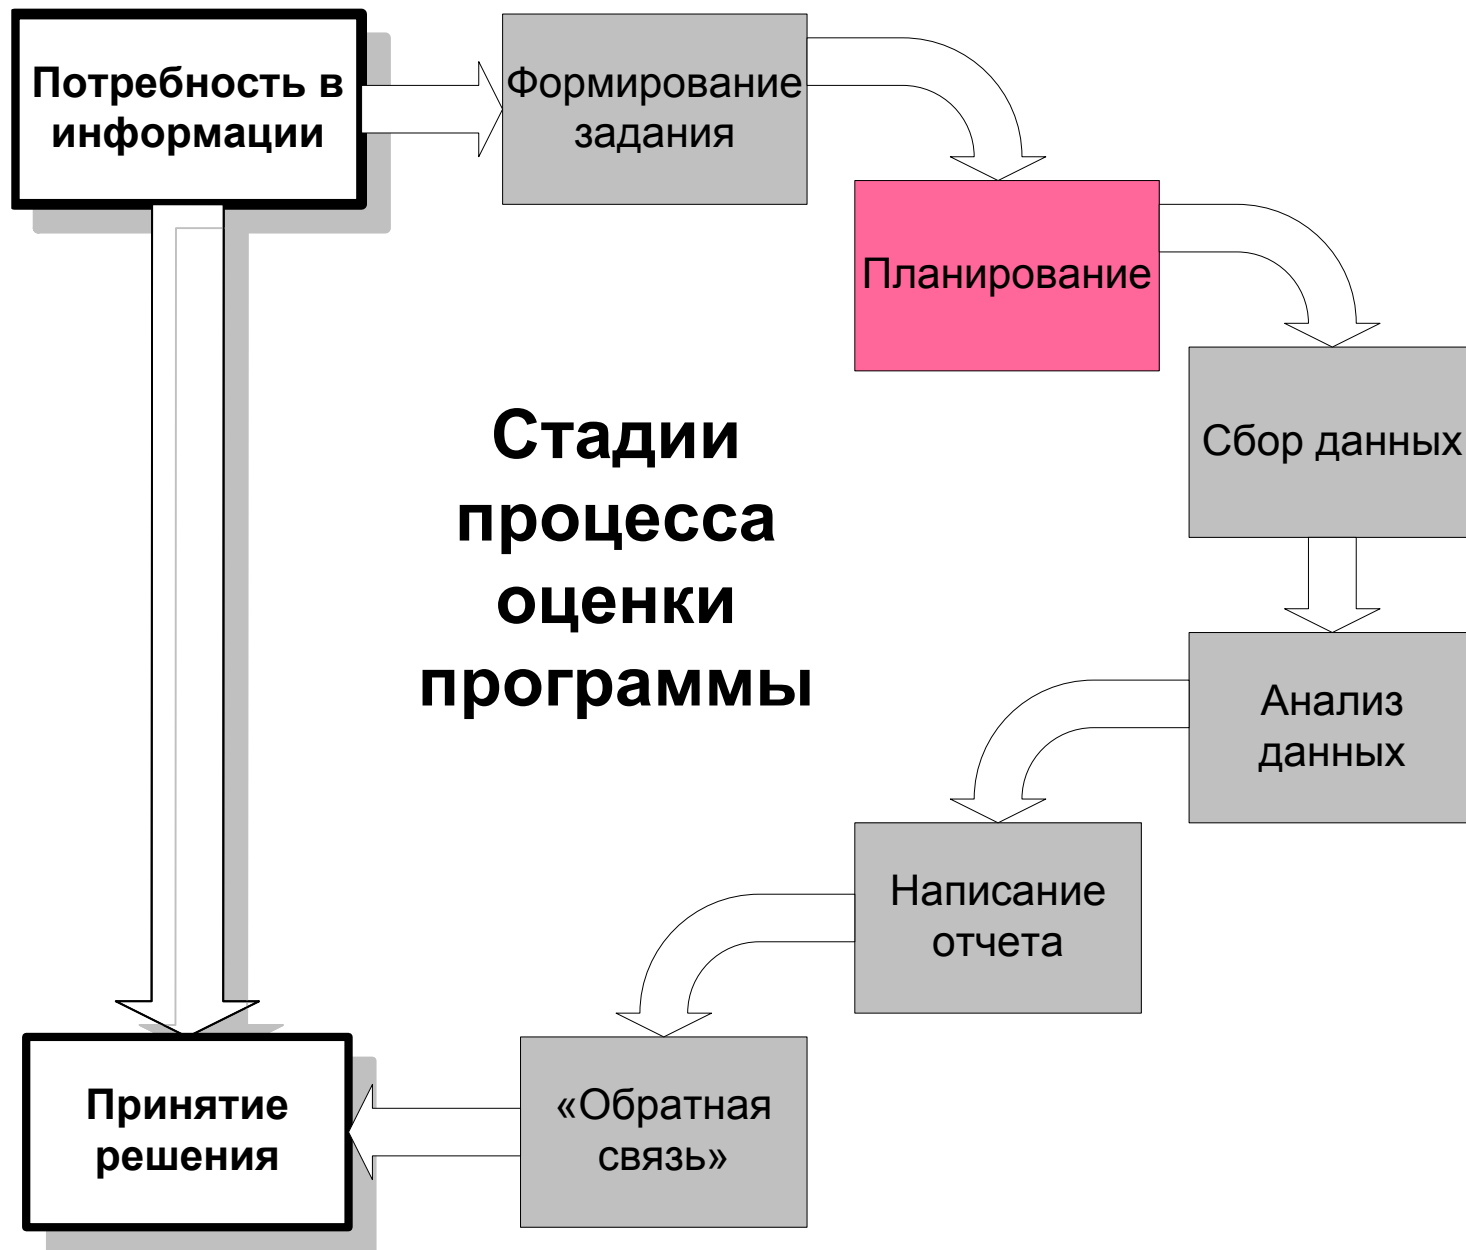 Потребность в
информации
Формирование
задания
Планирование
Сбор данных
Стадии
процесса
оценки
программы
Анализ
данных
Написание
отчета
«Обратная
связь»
Принятие
решения